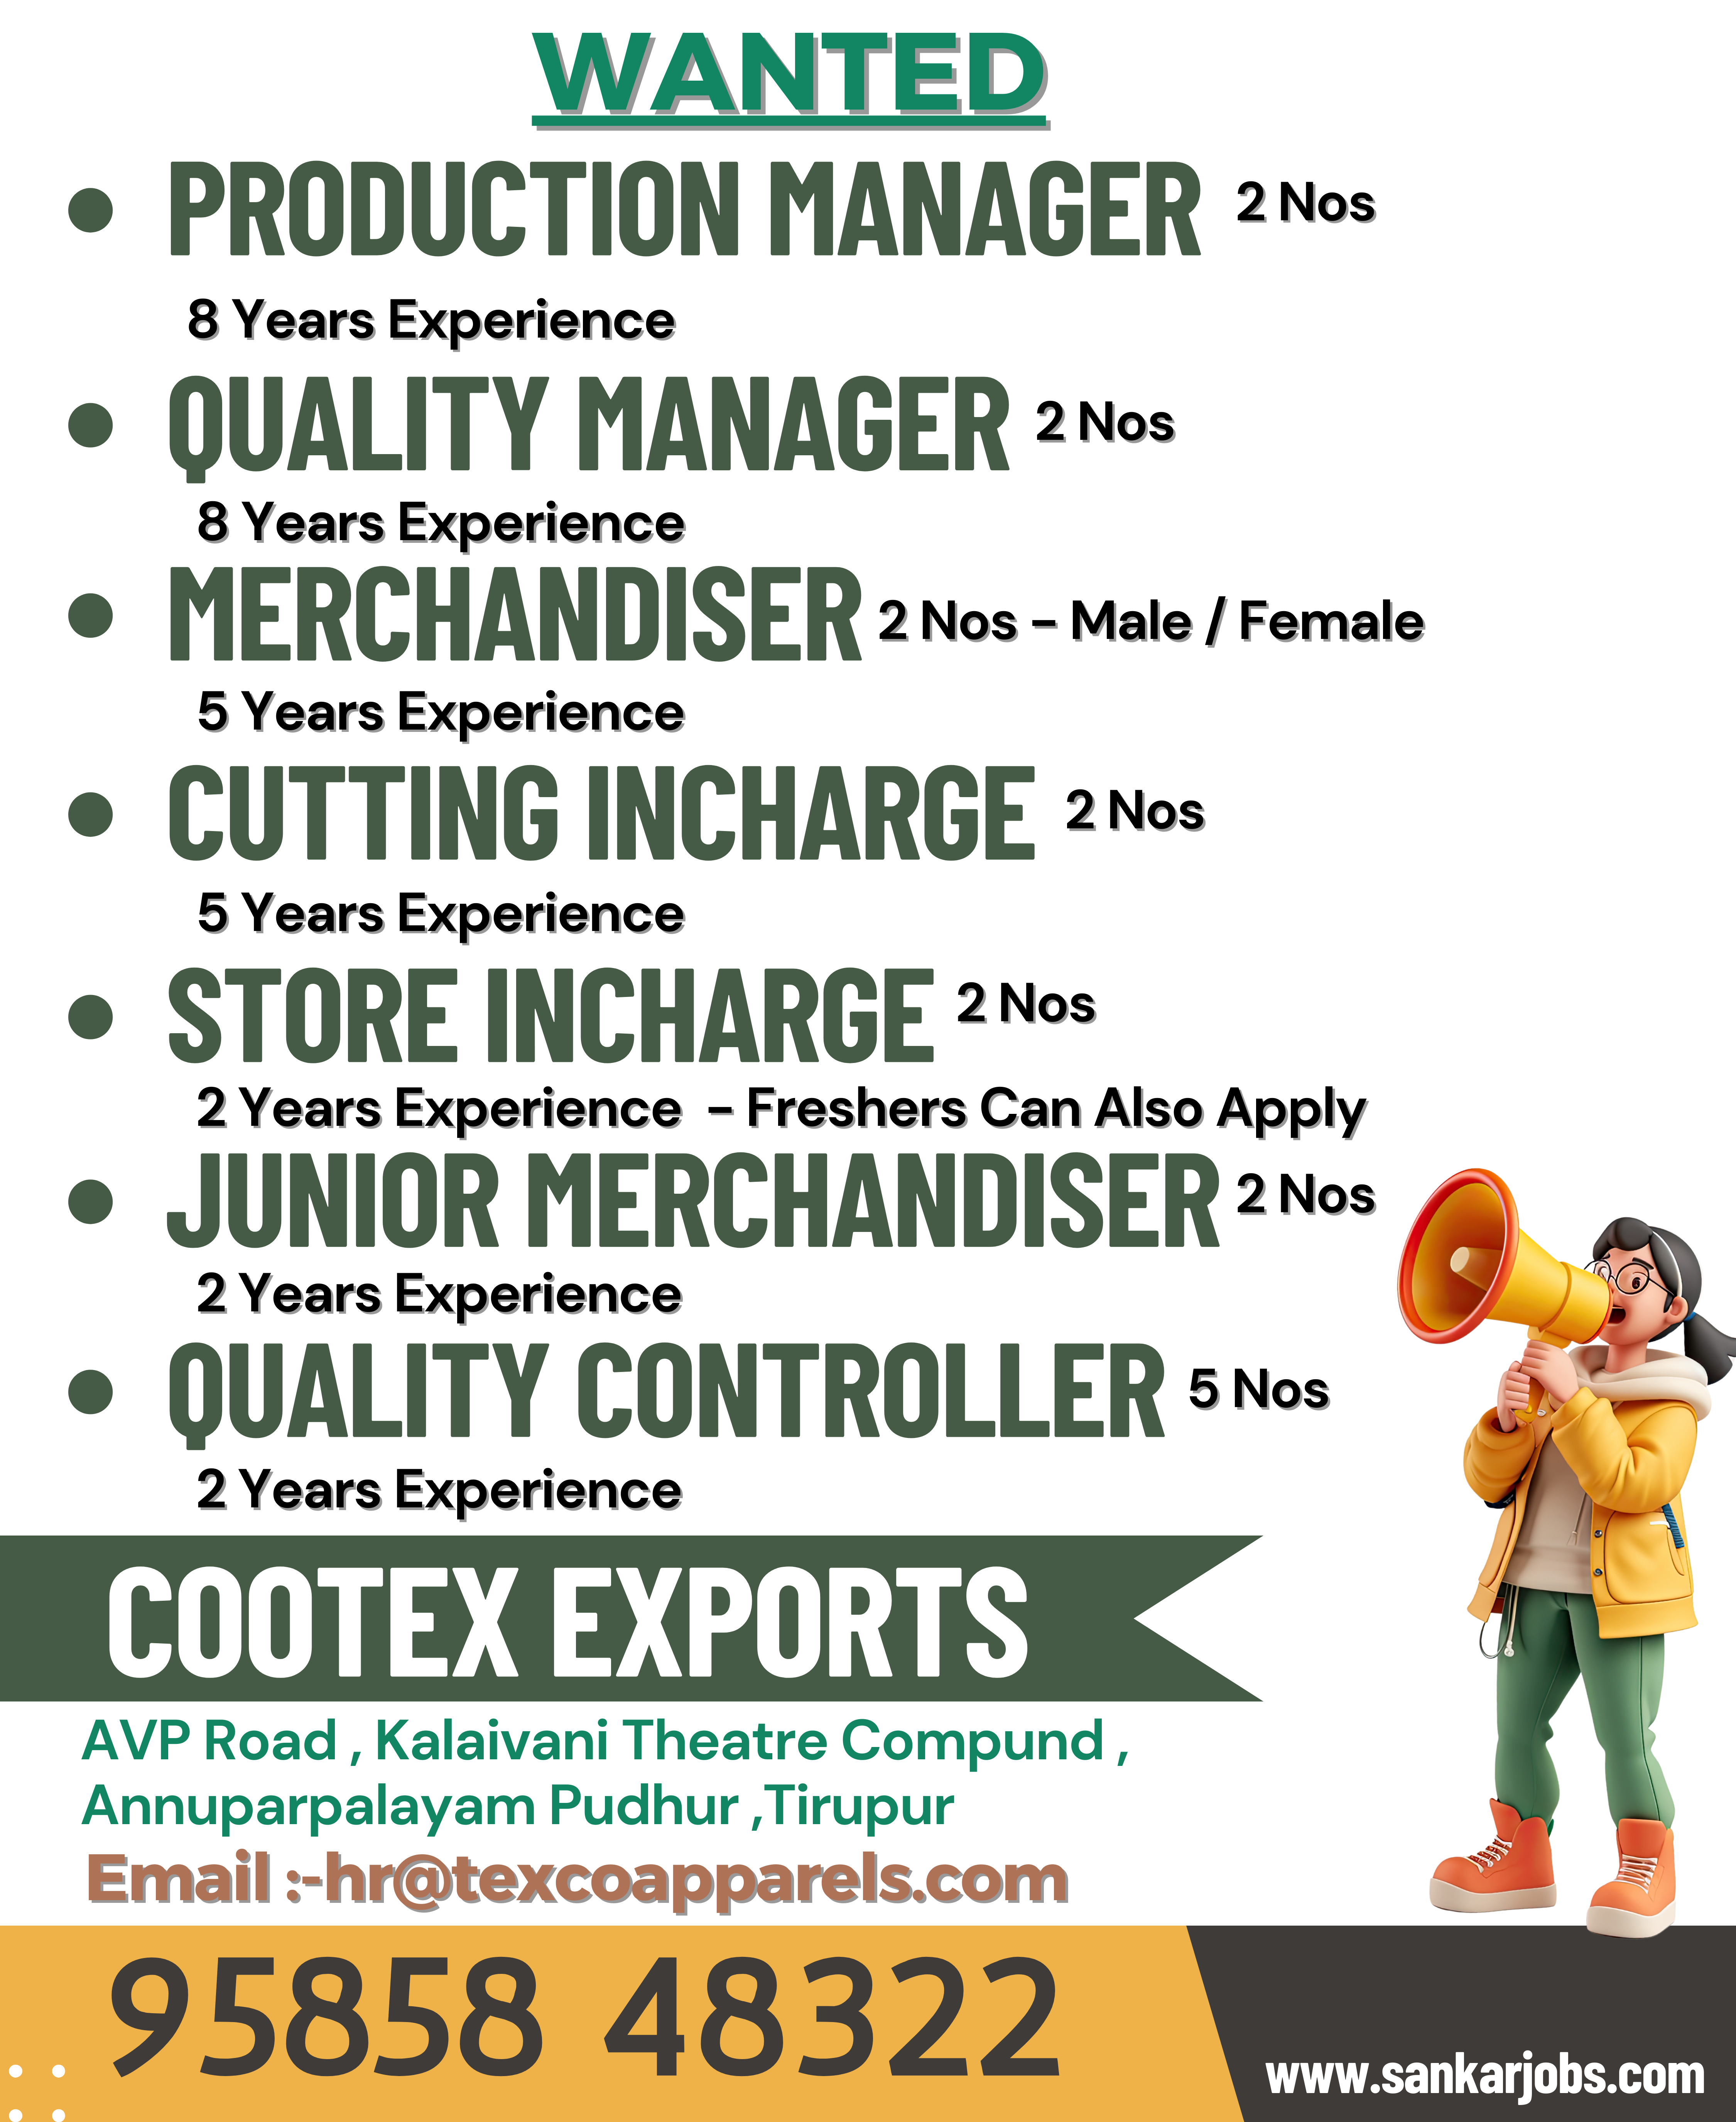 WANTED
PRODUCTION MANAGER 2 Nos
8 Years Experience
QUALITY MANAGER 2 Nos
8 Years Experience
MERCHANDISER 2 Nos - Male / Female
5 Years Experience
CUTTING INCHARGE 2 Nos
5 Years Experience
STORE INCHARGE 2 Nos
2 Years Experience - Freshers Can Also Apply
JUNIOR MERCHANDISER 2 Nos
2 Years Experience
QUALITY CONTROLLER 5 Nos
2 Years Experience
COOTEX EXPORTS
AVP Road , Kalaivani Theatre Compund ,
Annuparpalayam Pudhur ,Tirupur
Email :-hr@texcoapparels.com
95858 48322
www.sankarjobs.com